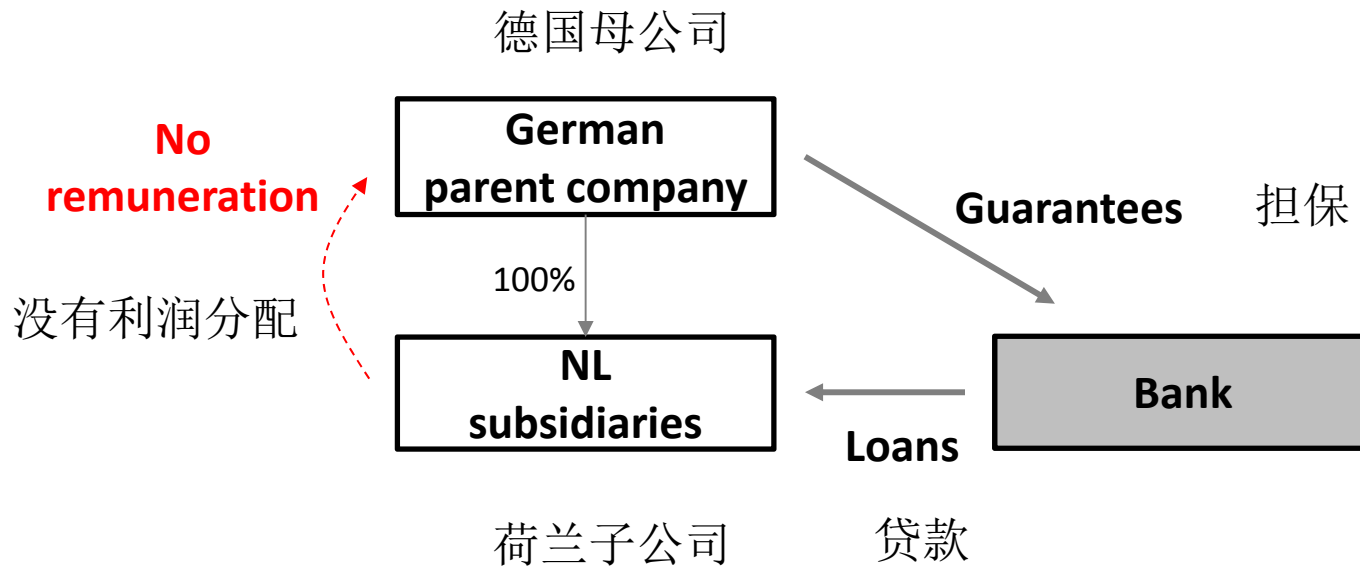 德国母公司
No
remuneration
German
parent company
Guarantees
担保
100%
没有利润分配
NL
subsidiaries
Bank
Loans
荷兰子公司
贷款